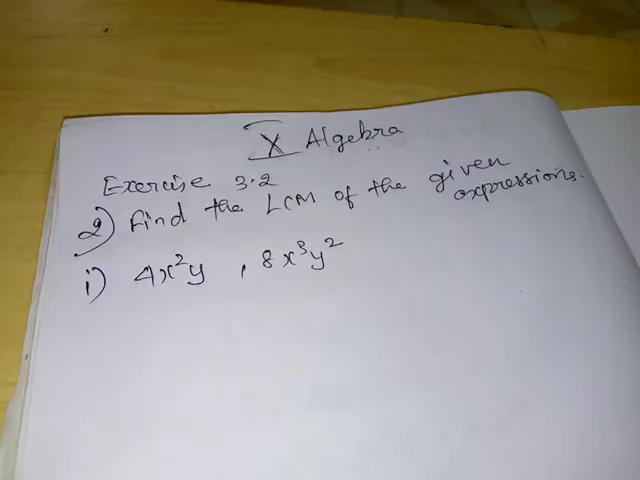 X Algebra
Exercise 3.2
2) Find the LCM of the given expressions.
i) 4x²y , 8x³y²